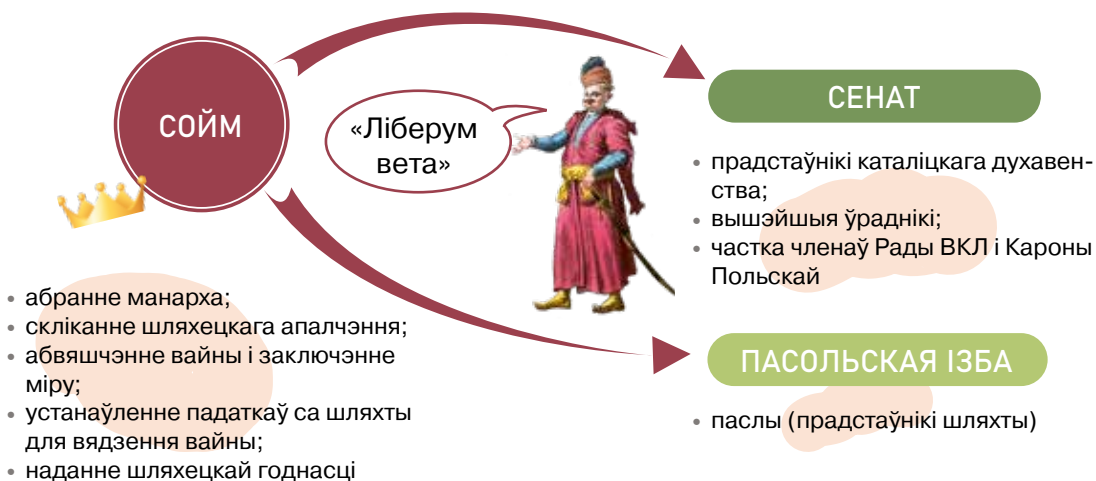 СОЙМ
«Ліберум
вета»
СЕНАТ
• прадстаўнікі каталіцкага духавен-
ства;
• вышэйшыя ўраднікі;
• частка членаў Рады ВКЛ і Кароны
Польскай
• абранне манарха;
• скліканне шляхецкага апалчэння;
• абвяшчэнне вайны і заключэнне
міру;
• устанаўленне падаткаў са шляхты
для вядзення вайны;
• наданне шляхецкай годнасці
ПАСОЛЬСКАЯ ІЗБА
• паслы (прадстаўнікі шляхты)